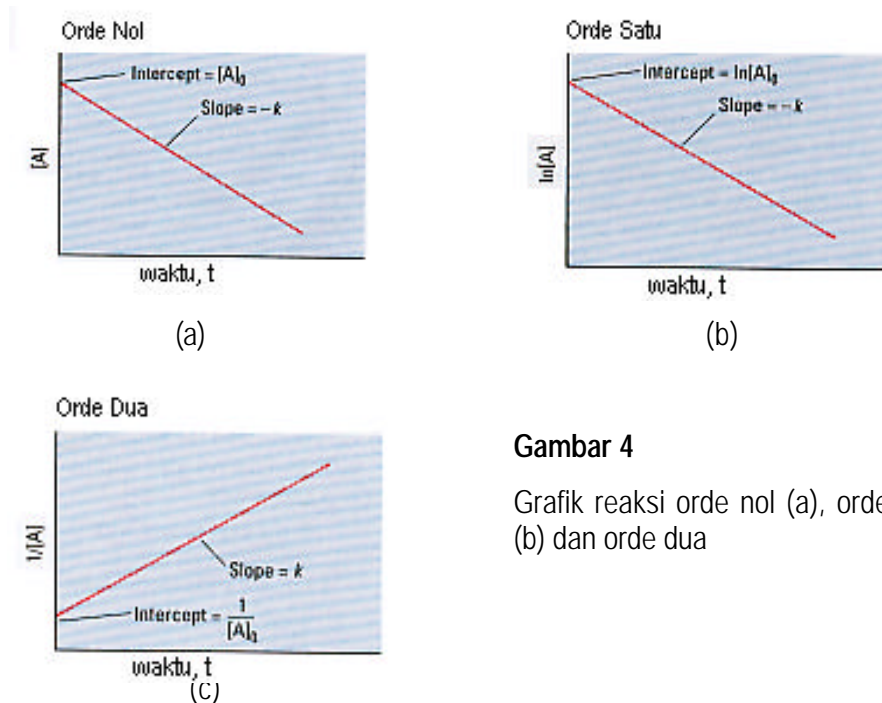 Orde Nol
Intercept = [A]₀
Slope = –k
[A]
waktu, t
(a)
Orde Satu
Intercept = ln[A]₀
Slope = –k
ln[A]
waktu, t
(b)
Orde Dua
1/[A]
Slope = k
Intercept = 1/[A]₀
waktu, t
(c)
Gambar 4
Grafik reaksi orde nol (a), orde
(b) dan orde dua